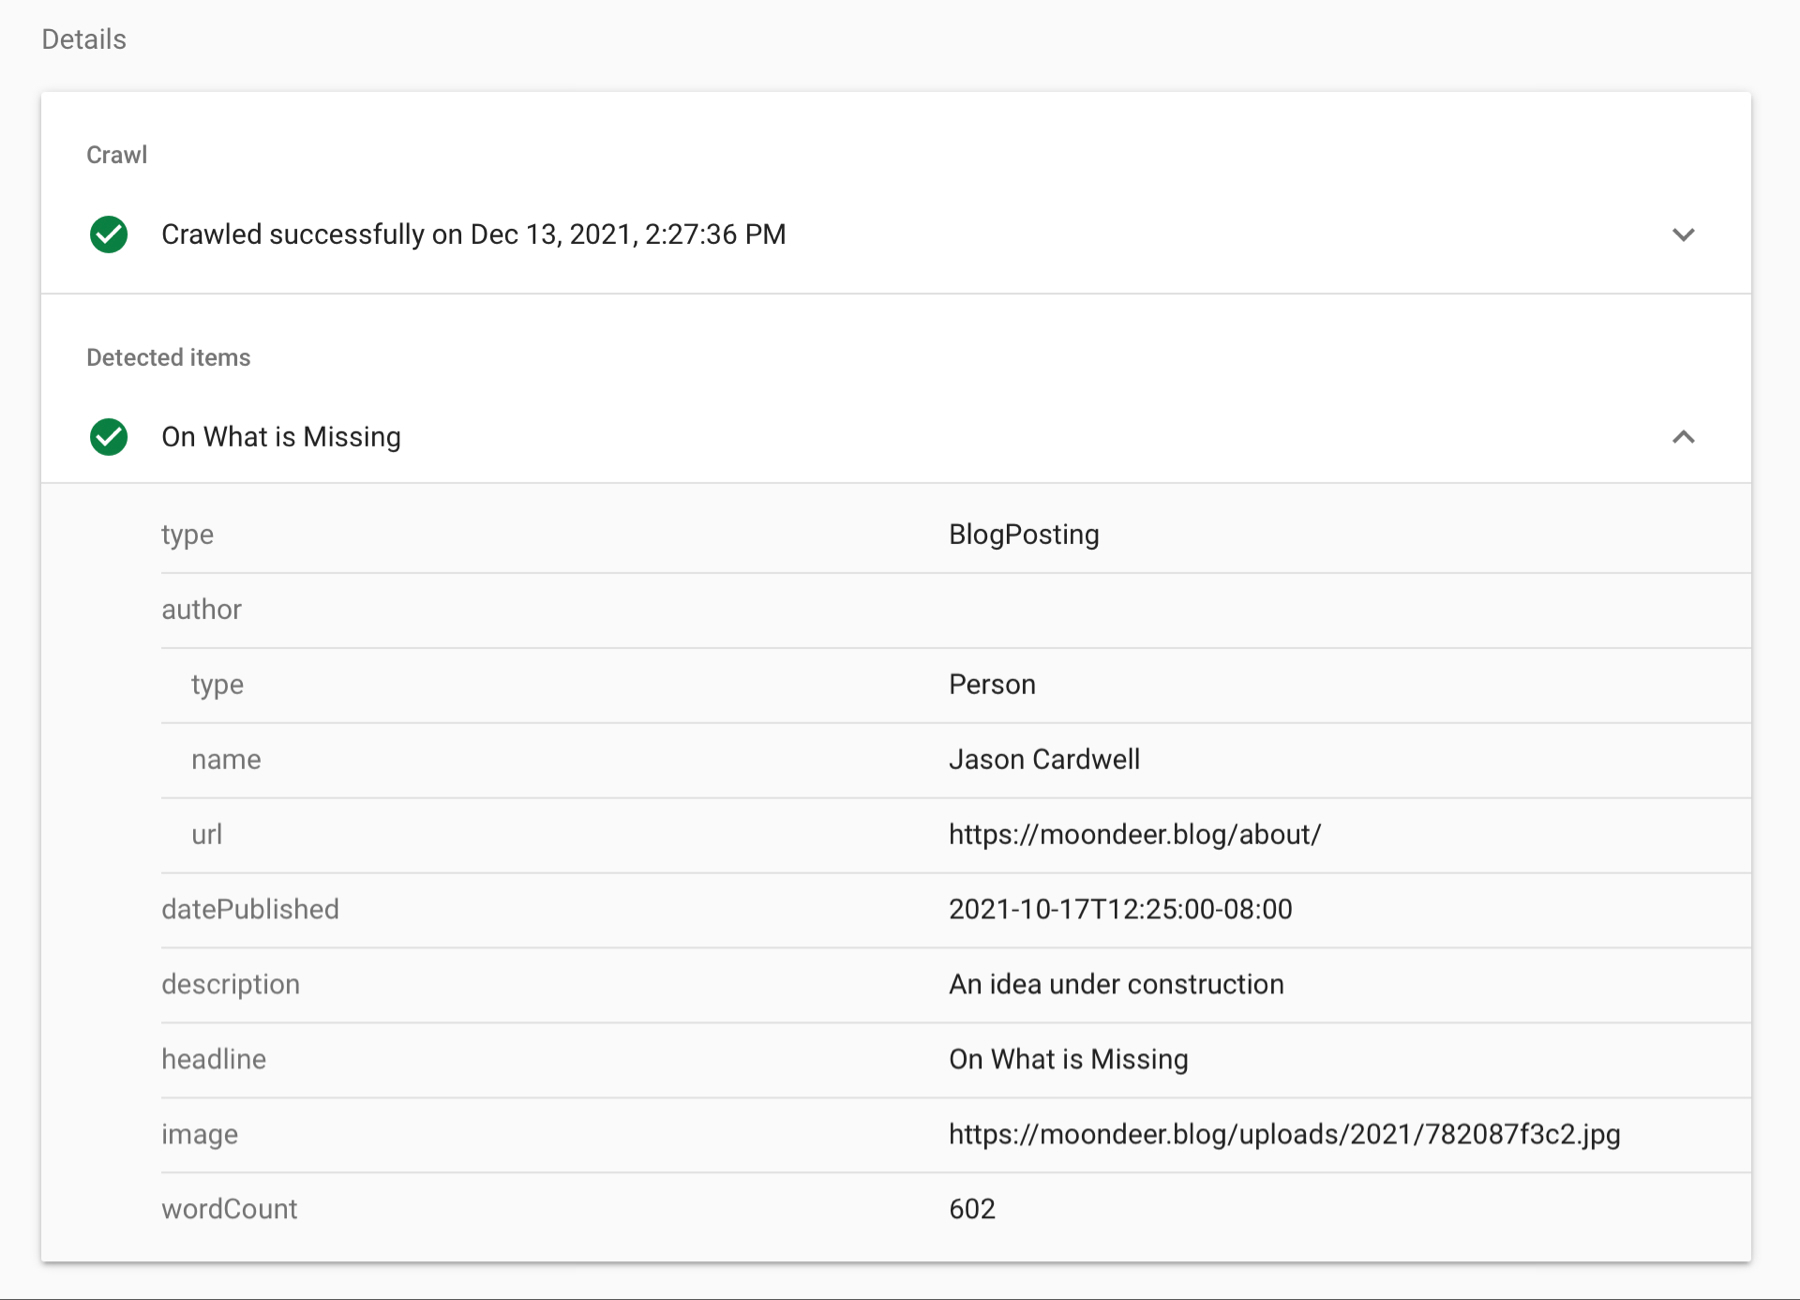 Details
Crawl
Crawled successfully on Dec 13, 2021, 2:27:36 PM
Detected items
On What is Missing
type BlogPosting
author
type Person
name Jason Cardwell
url https://moondeer.blog/about/
datePublished 2021-10-17T12:25:00-08:00
description An idea under construction
headline On What is Missing
image https://moondeer.blog/uploads/2021/782087f3c2.jpg
wordCount 602